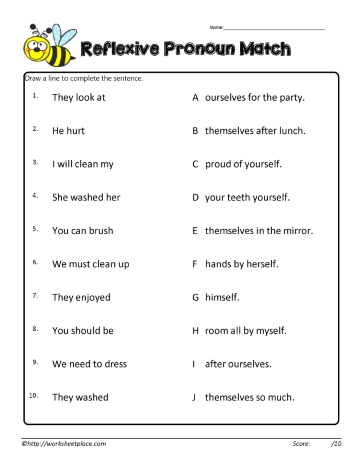 Name:
Reflexive Pronoun Match
Draw a line to complete the sentence.
1. They look at A ourselves for the party.
2. He hurt B themselves after lunch.
3. I will clean my C proud of yourself.
4. She washed her D your teeth yourself.
5. You can brush E themselves in the mirror.
6. We must clean up F hands by herself.
7. They enjoyed G himself.
8. You should be H room all by myself.
9. We need to dress I after ourselves.
10. They washed J themselves so much.
©http://worksheetplace.com Score: /10